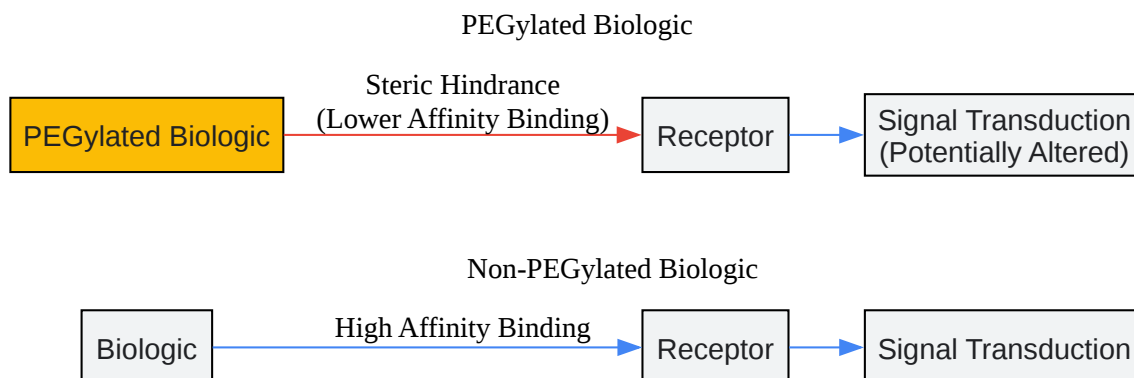 PEGylated Biologic
Steric Hindrance
(Lower Affinity Binding)
PEGylated Biologic
Receptor
Signal Transduction
(Potentially Altered)
Non-PEGylated Biologic
High Affinity Binding
Biologic
Receptor
Signal Transduction